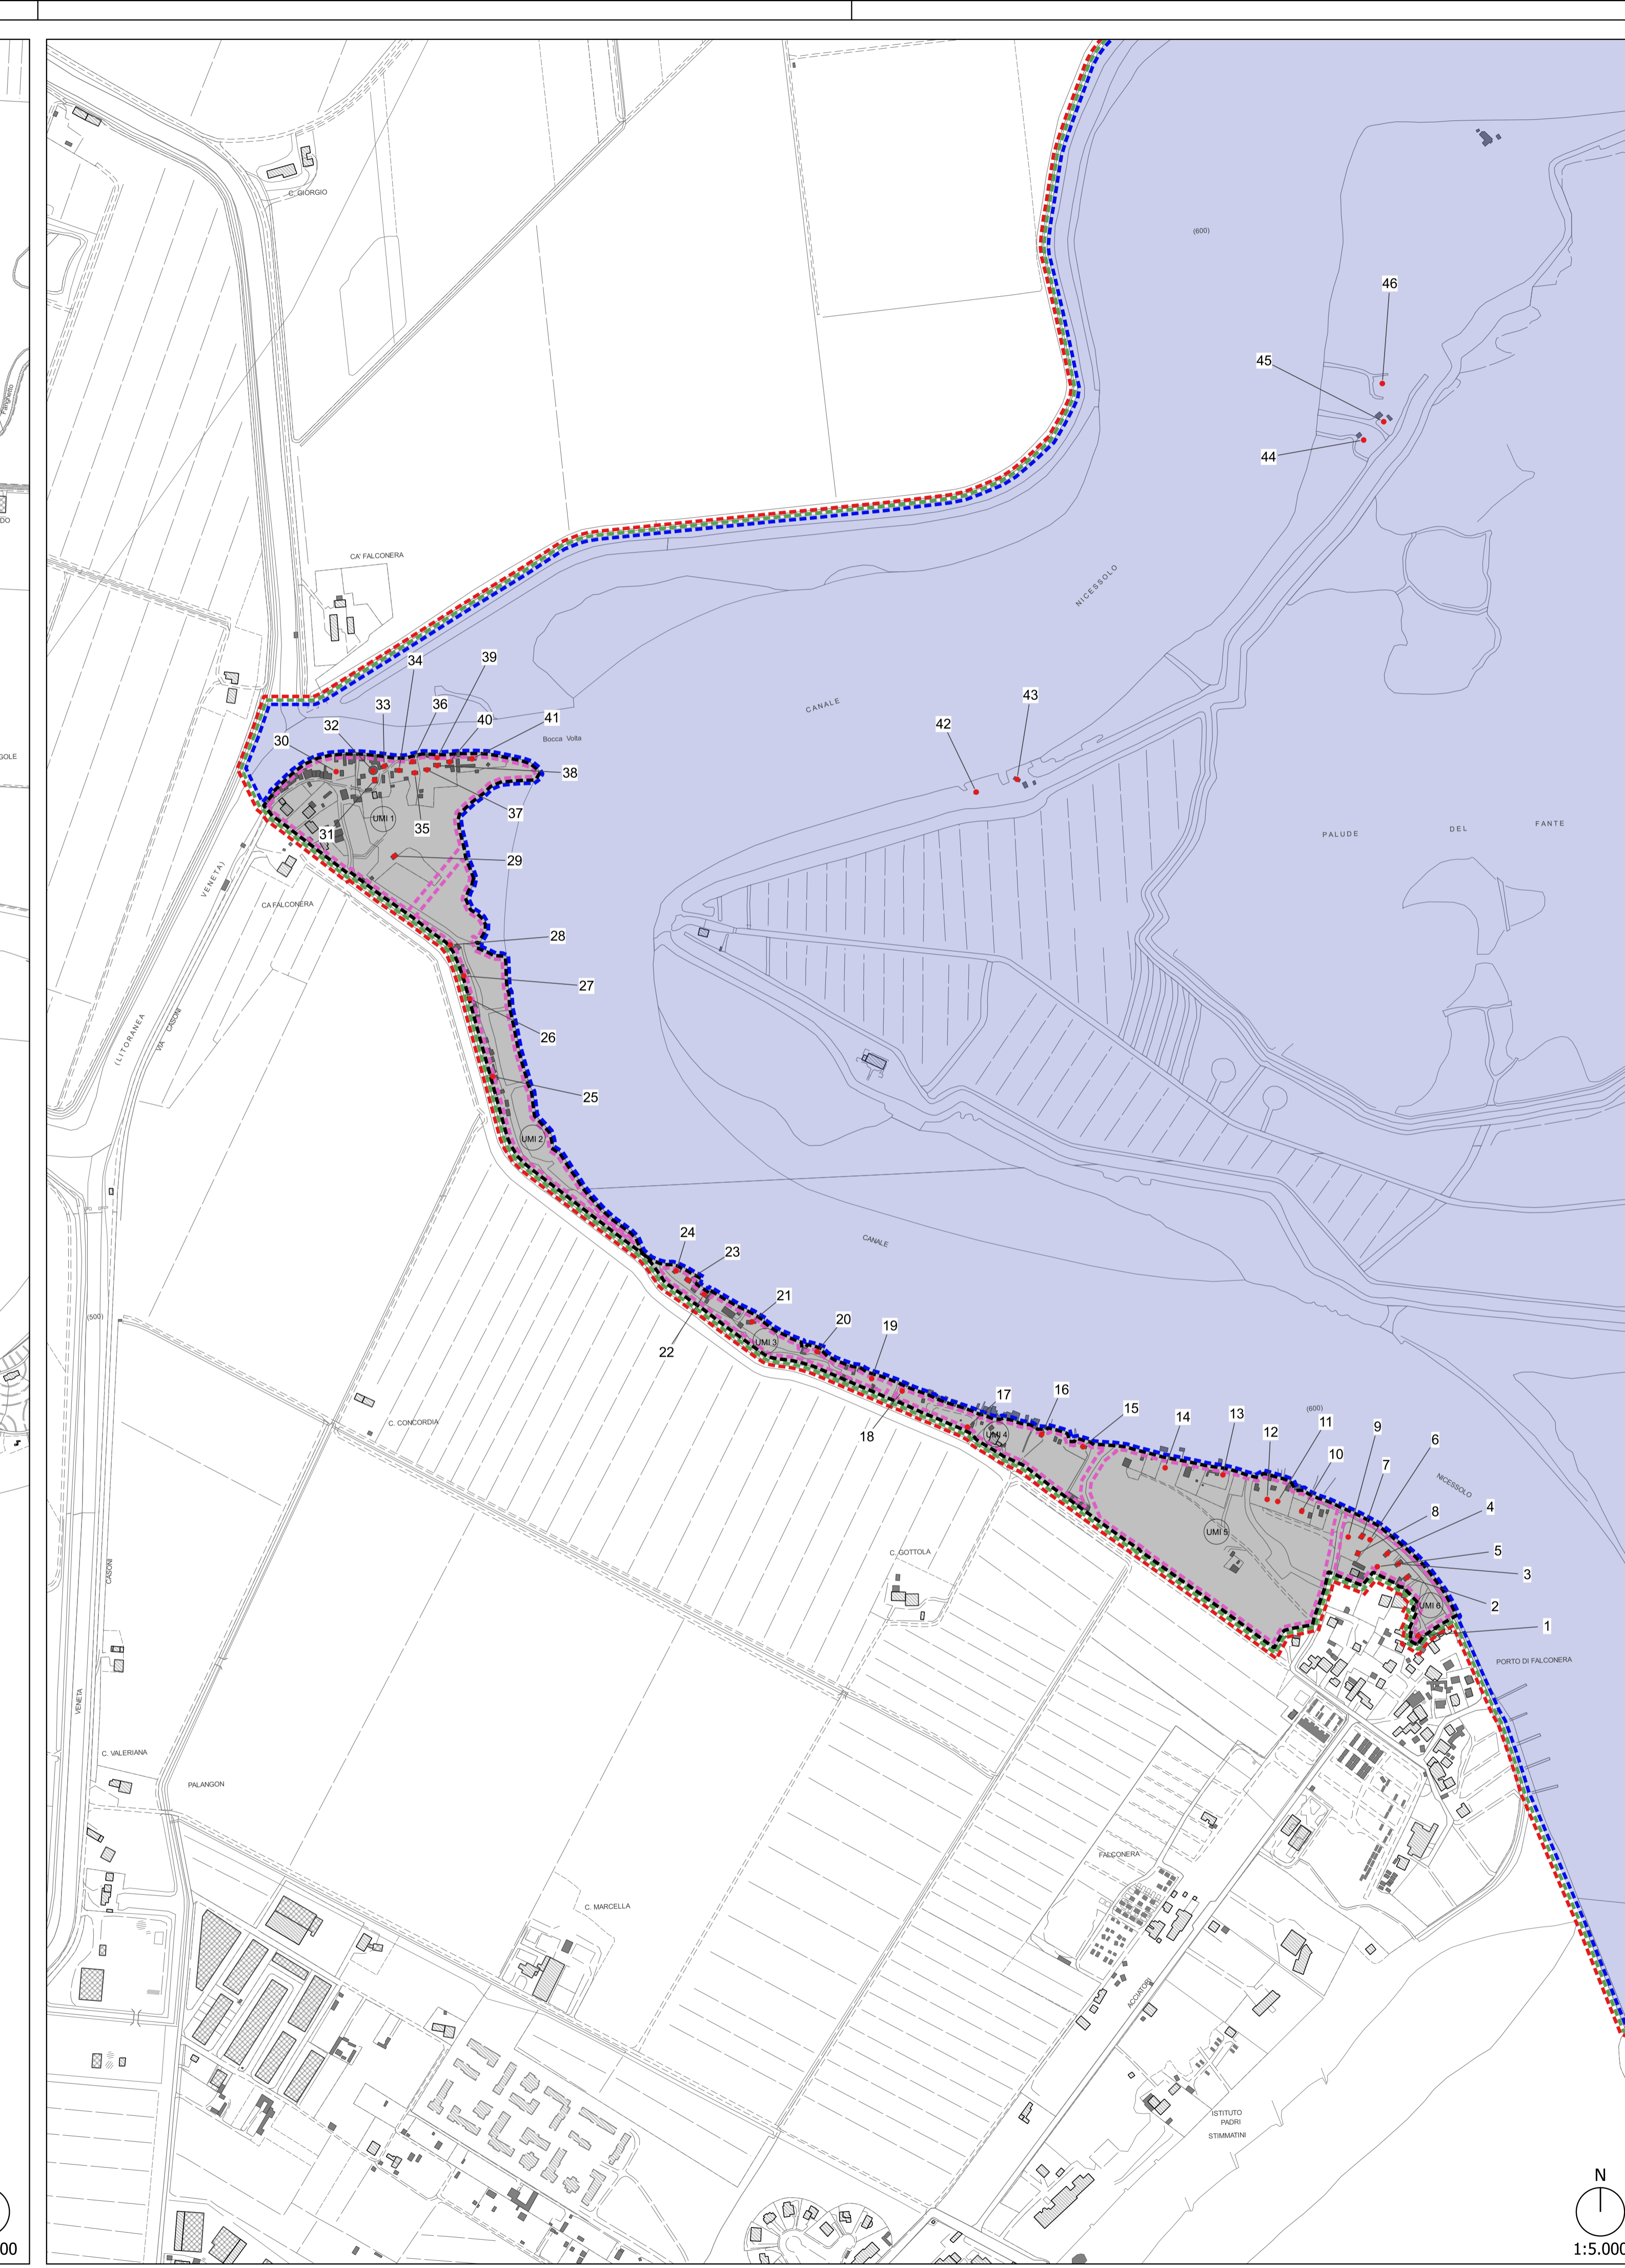 C. GIORGIO
(600)
46
45
44
Fanghetto
DO
CA' FALCONERA
NICESSOLO
34
39
33
36
32
40
41
30
Bocca Volta
38
37
31
35
UMI 1
29
CANALE
42
43
GOLE
PALUDE DEL FANTE
VENETA)
CA FALCONERA
28
27
26
(LITORANEA
VIA CASONI
25
UMI 2
24
23
CANALE
21
22
UMI 3
20
19
18
17
16
UMI 4
15
14
13
12
11
(600)
10
9
6
7
NICESSOLO
8
4
5
3
2
1
UMI 5
UMI 6
(500)
C. CONCORDIA
C. GOTTOLA
CASONI
PORTO DI FALCONERA
VENETA
C. VALERIANA
PALANGON
FALCONERA
C. MARCELLA
ACCIATORI
ISTITUTO
PADRI
STIMMATINI
N
00
1:5.000